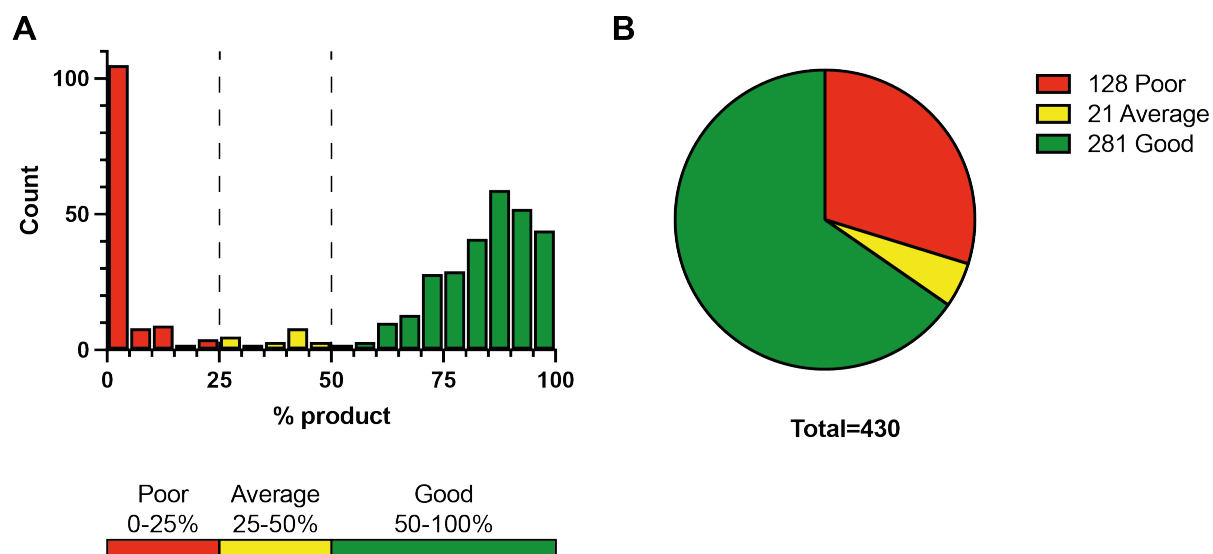 A
100
50
0
Count
0 25 50 75 100
% product
Poor Average Good
0-25% 25-50% 50-100%
B
128 Poor
21 Average
281 Good
Total=430